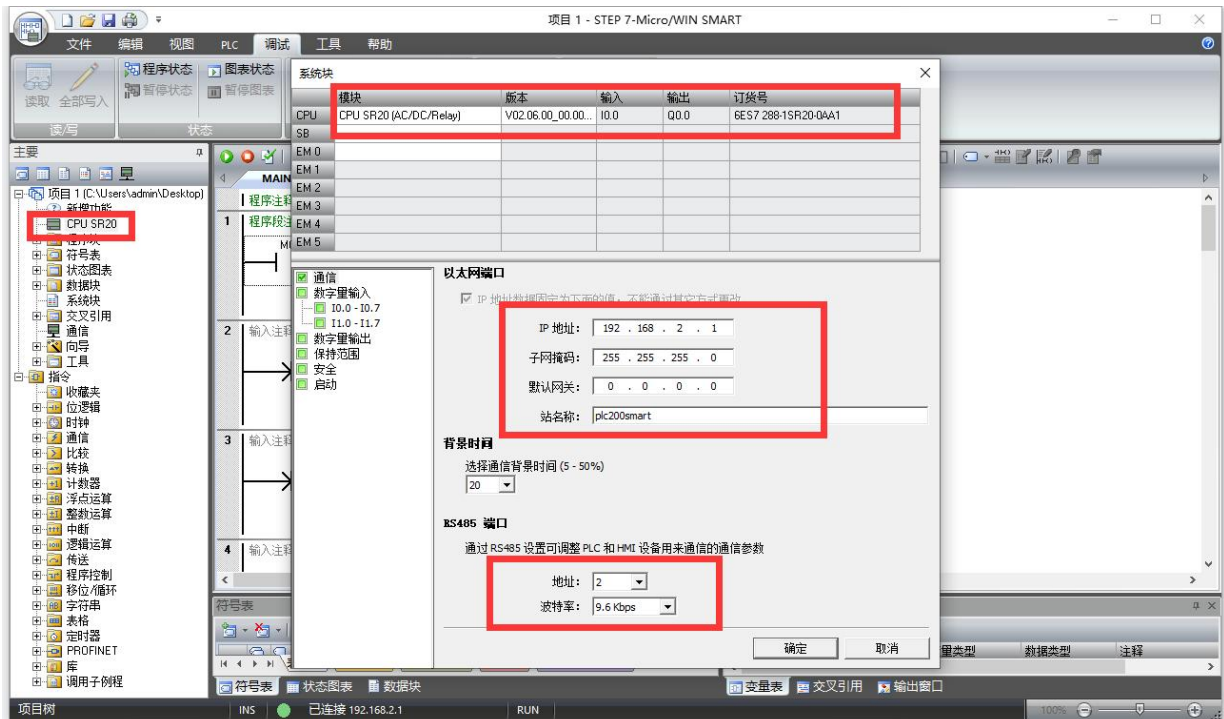 项目 1 - STEP 7-Micro/WIN SMART
文件 编辑 视图 PLC 调试 工具 帮助
读取 全部写入
程序状态 图表状态
暂停状态 暂停图表
读/写 状态
主要
项目 1 (C:\Users\admin\Desktop)
新增功能
CPU SR20
程序块
符号表
状态图表
数据块
系统块
交叉引用
通信
向导
工具
指令
收藏夹
位逻辑
时钟
通信
比较
转换
计数器
浮点运算
整数运算
中断
逻辑运算
传送
程序控制
移位/循环
字符串
表格
定时器
PROFINET
库
调用子例程
MAIN
程序注释
1 程序段注
2 输入注释
3 输入注释
4 输入注释
系统块
模块 版本 输入 输出 订货号
CPU CPU SR20 (AC/DC/Relay) V02.06.00_00.00... I0.0 Q0.0 6ES7 288-1SR20-0AA1
SB
EM 0
EM 1
EM 2
EM 3
EM 4
EM 5
通信
数字量输入
I0.0 - I0.7
I1.0 - I1.7
数字量输出
保持范围
安全
启动
以太网端口
IP 地址数据固定为下面的值，不能通过其它方式更改
IP 地址: 192 . 168 . 2 . 1
子网掩码: 255 . 255 . 255 . 0
默认网关: 0 . 0 . 0 . 0
站名称: plc200smart
背景时间
选择通信背景时间 (5 - 50%)
20
RS485 端口
通过 RS485 设置可调整 PLC 和 HMI 设备用来通信的通信参数
地址: 2
波特率: 9.6 Kbps
确定 取消
符号表
量类型 数据类型 注释
符号表 状态图表 数据块
变量表 交叉引用 输出窗口
项目树 INS 已连接 192.168.2.1 RUN 100%